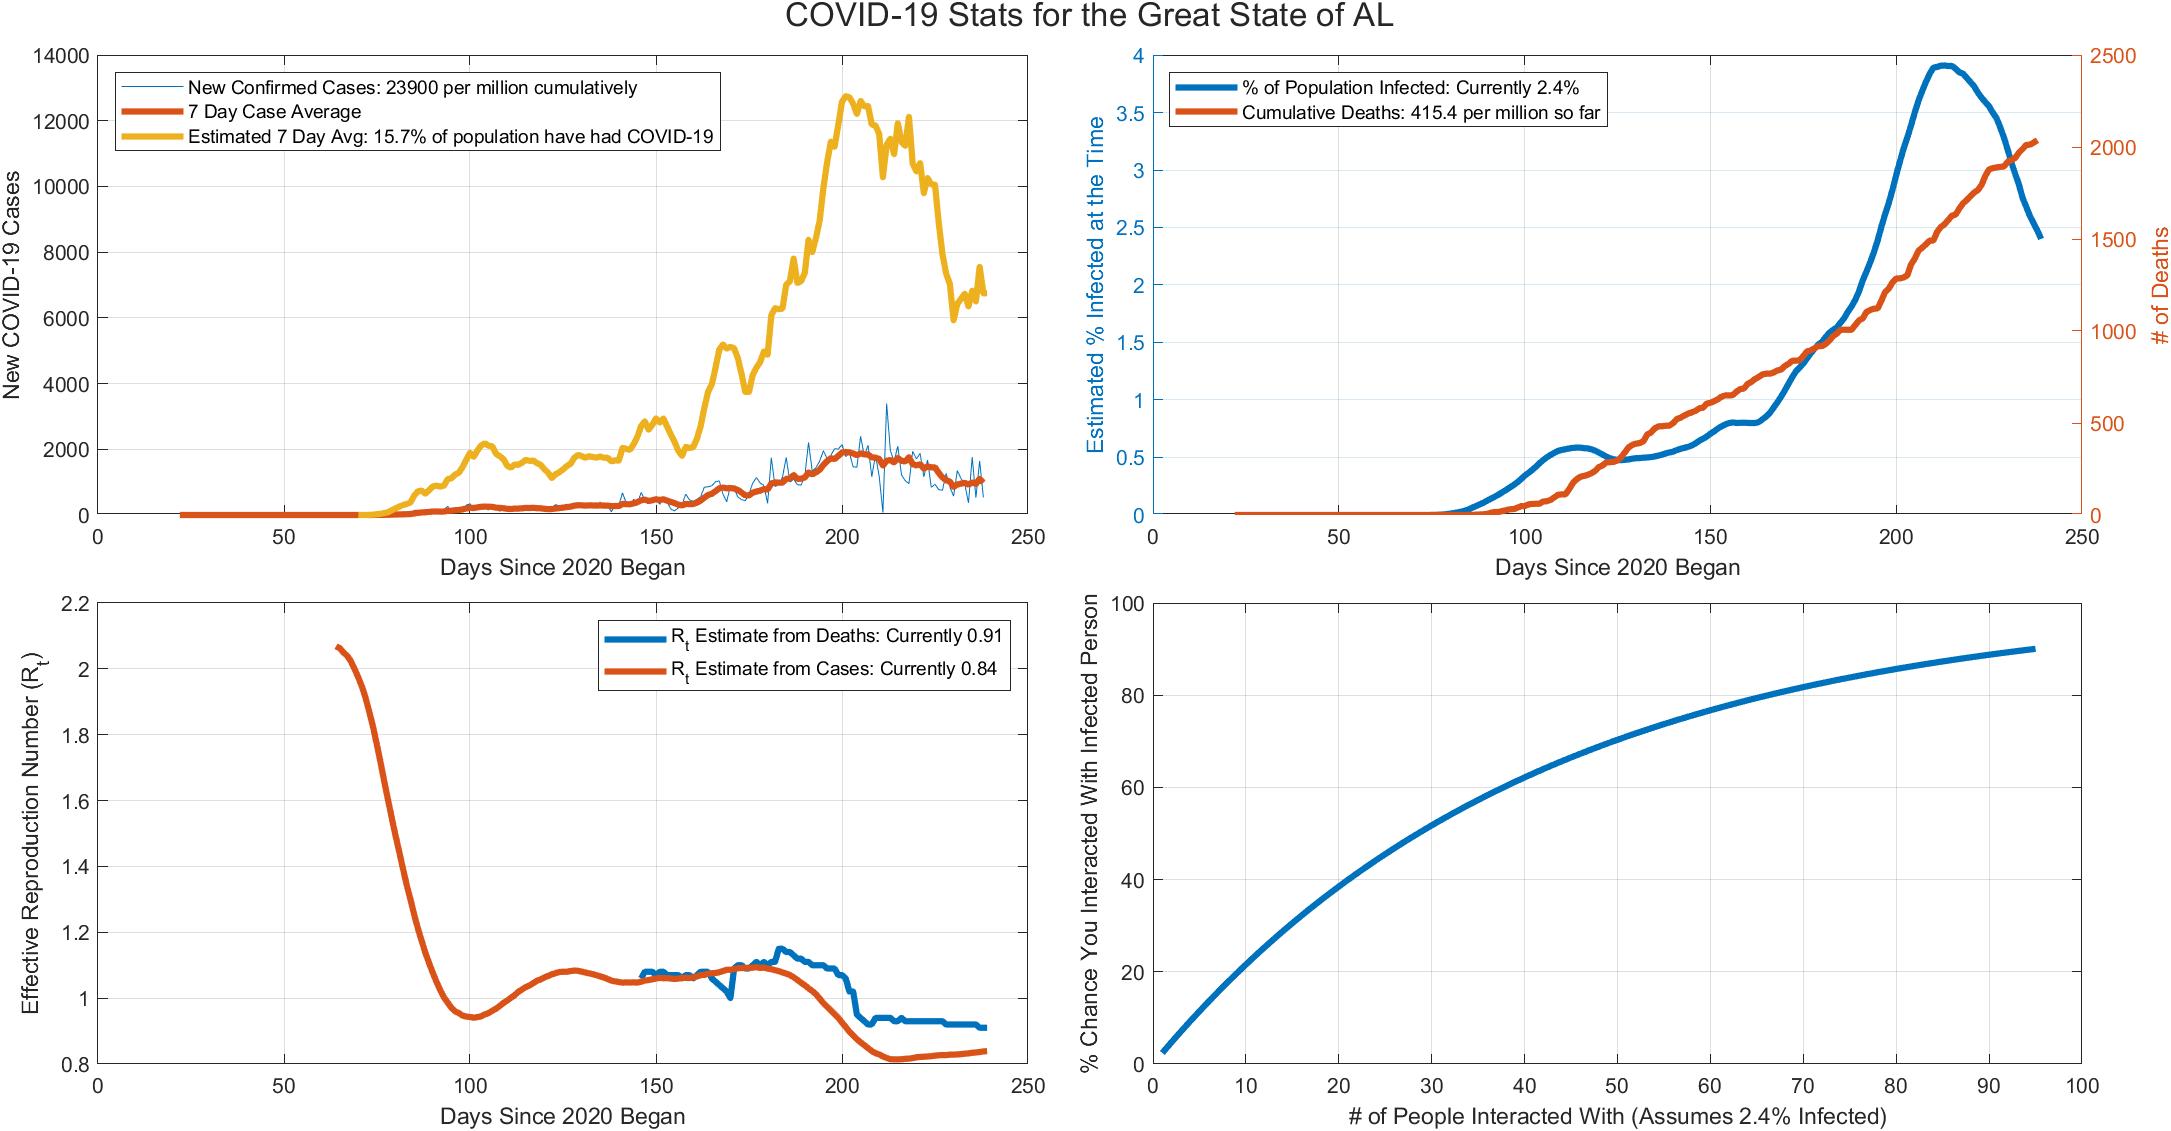 COVID-19 Stats for the Great State of AL
New COVID-19 Cases
14000
12000
10000
8000
6000
4000
2000
0
New Confirmed Cases: 23900 per million cumulatively
7 Day Case Average
Estimated 7 Day Avg: 15.7% of population have had COVID-19
0 50 100 150 200 250
Days Since 2020 Began
Estimated % Infected at the Time
4
3.5
3
2.5
2
1.5
1
0.5
0
% of Population Infected: Currently 2.4%
Cumulative Deaths: 415.4 per million so far
2500
2000
1500
1000
500
0
# of Deaths
0 50 100 150 200 250
Days Since 2020 Began
Effective Reproduction Number (Rt)
2.2
2
1.8
1.6
1.4
1.2
1
0.8
Rt Estimate from Deaths: Currently 0.91
Rt Estimate from Cases: Currently 0.84
0 50 100 150 200 250
Days Since 2020 Began
% Chance You Interacted With Infected Person
100
80
60
40
20
0
0 10 20 30 40 50 60 70 80 90 100
# of People Interacted With (Assumes 2.4% Infected)